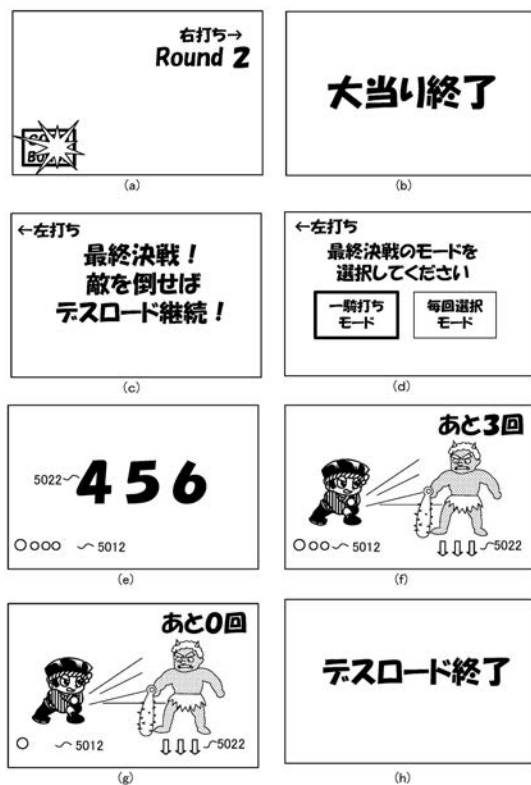 右打ち→
Round 2
(a)
大当り終了
(b)
←左打ち
最終決戦!
敵を倒せば
デスロード継続!
(c)
←左打ち
最終決戦のモードを
選択してください
一騎打ち
モード
毎回選択
モード
(d)
5022
456
5012
(e)
あと3回
5012
5022
(f)
あと0回
5012
5022
(g)
デスロード終了
(h)